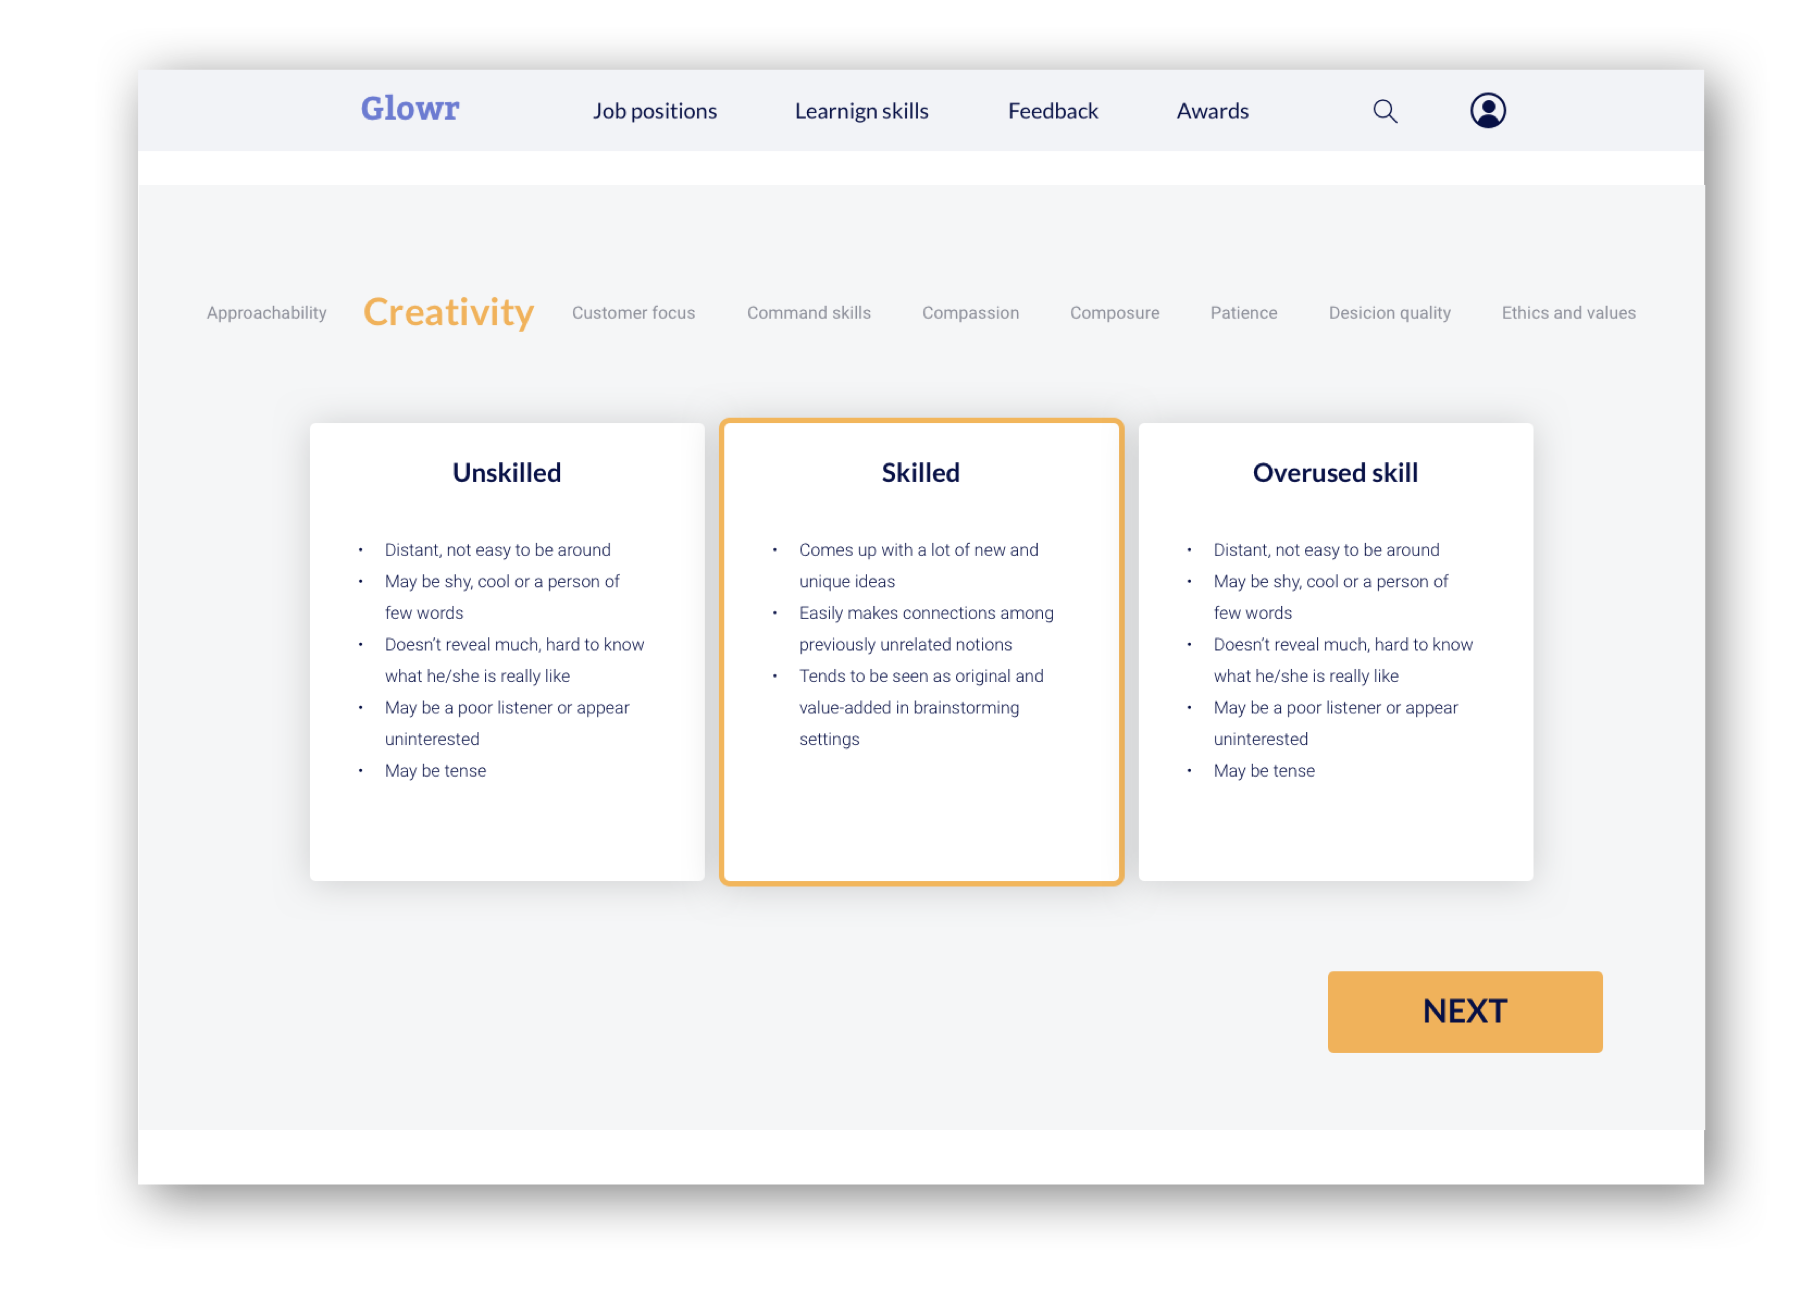 Glowr Job positions Learnign skills Feedback Awards
Approachability Creativity Customer focus Command skills Compassion Composure Patience Desicion quality Ethics and values
Unskilled
• Distant, not easy to be around
• May be shy, cool or a person of
few words
• Doesn’t reveal much, hard to know
what he/she is really like
• May be a poor listener or appear
uninterested
• May be tense
Skilled
• Comes up with a lot of new and
unique ideas
• Easily makes connections among
previously unrelated notions
• Tends to be seen as original and
value-added in brainstorming
settings
Overused skill
• Distant, not easy to be around
• May be shy, cool or a person of
few words
• Doesn’t reveal much, hard to know
what he/she is really like
• May be a poor listener or appear
uninterested
• May be tense
NEXT